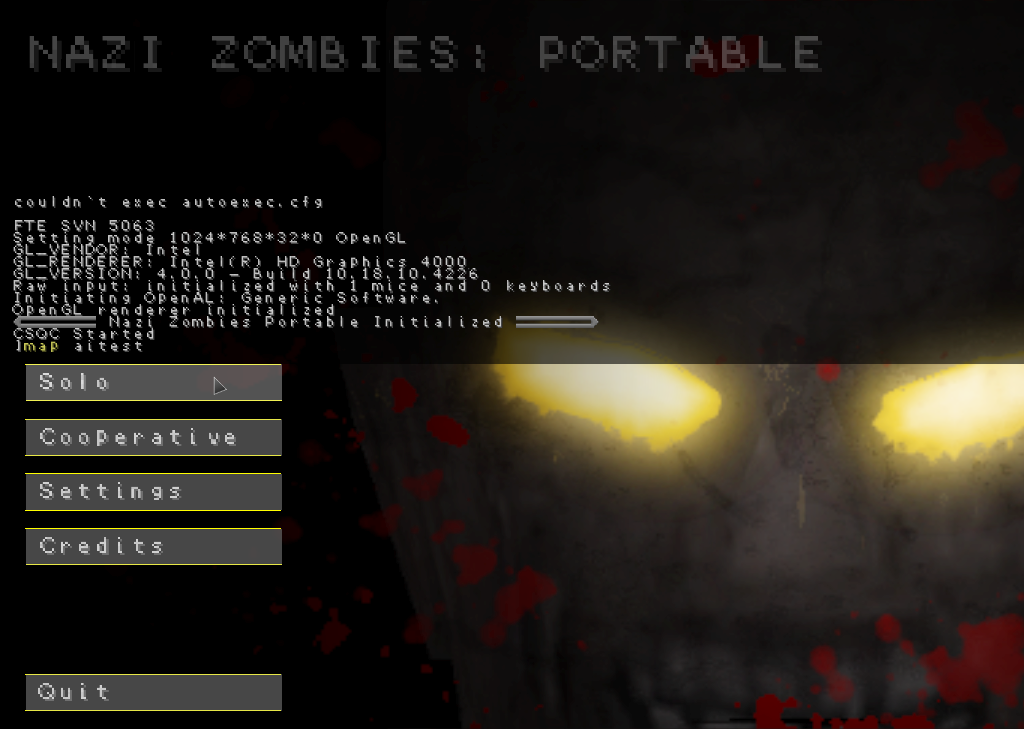 NAZI ZOMBIES: PORTABLE
couldn`t exec autoexec.cfg
FTE SVN 5063
Setting mode 1024*768*32*0 OpenGL
GL_VENDOR: Intel
GL_RENDERER: Intel(R) HD Graphics 4000
GL_VERSION: 4.0.0 - Build 10.18.10.4226
Raw input: initialized with 1 mice and 0 keyboards
Initiating OpenAL: Generic Software.
OpenGL renderer initialized
Nazi Zombies Portable Initialized
CSQC Started
]map aitest
Solo
Cooperative
Settings
Credits
Quit